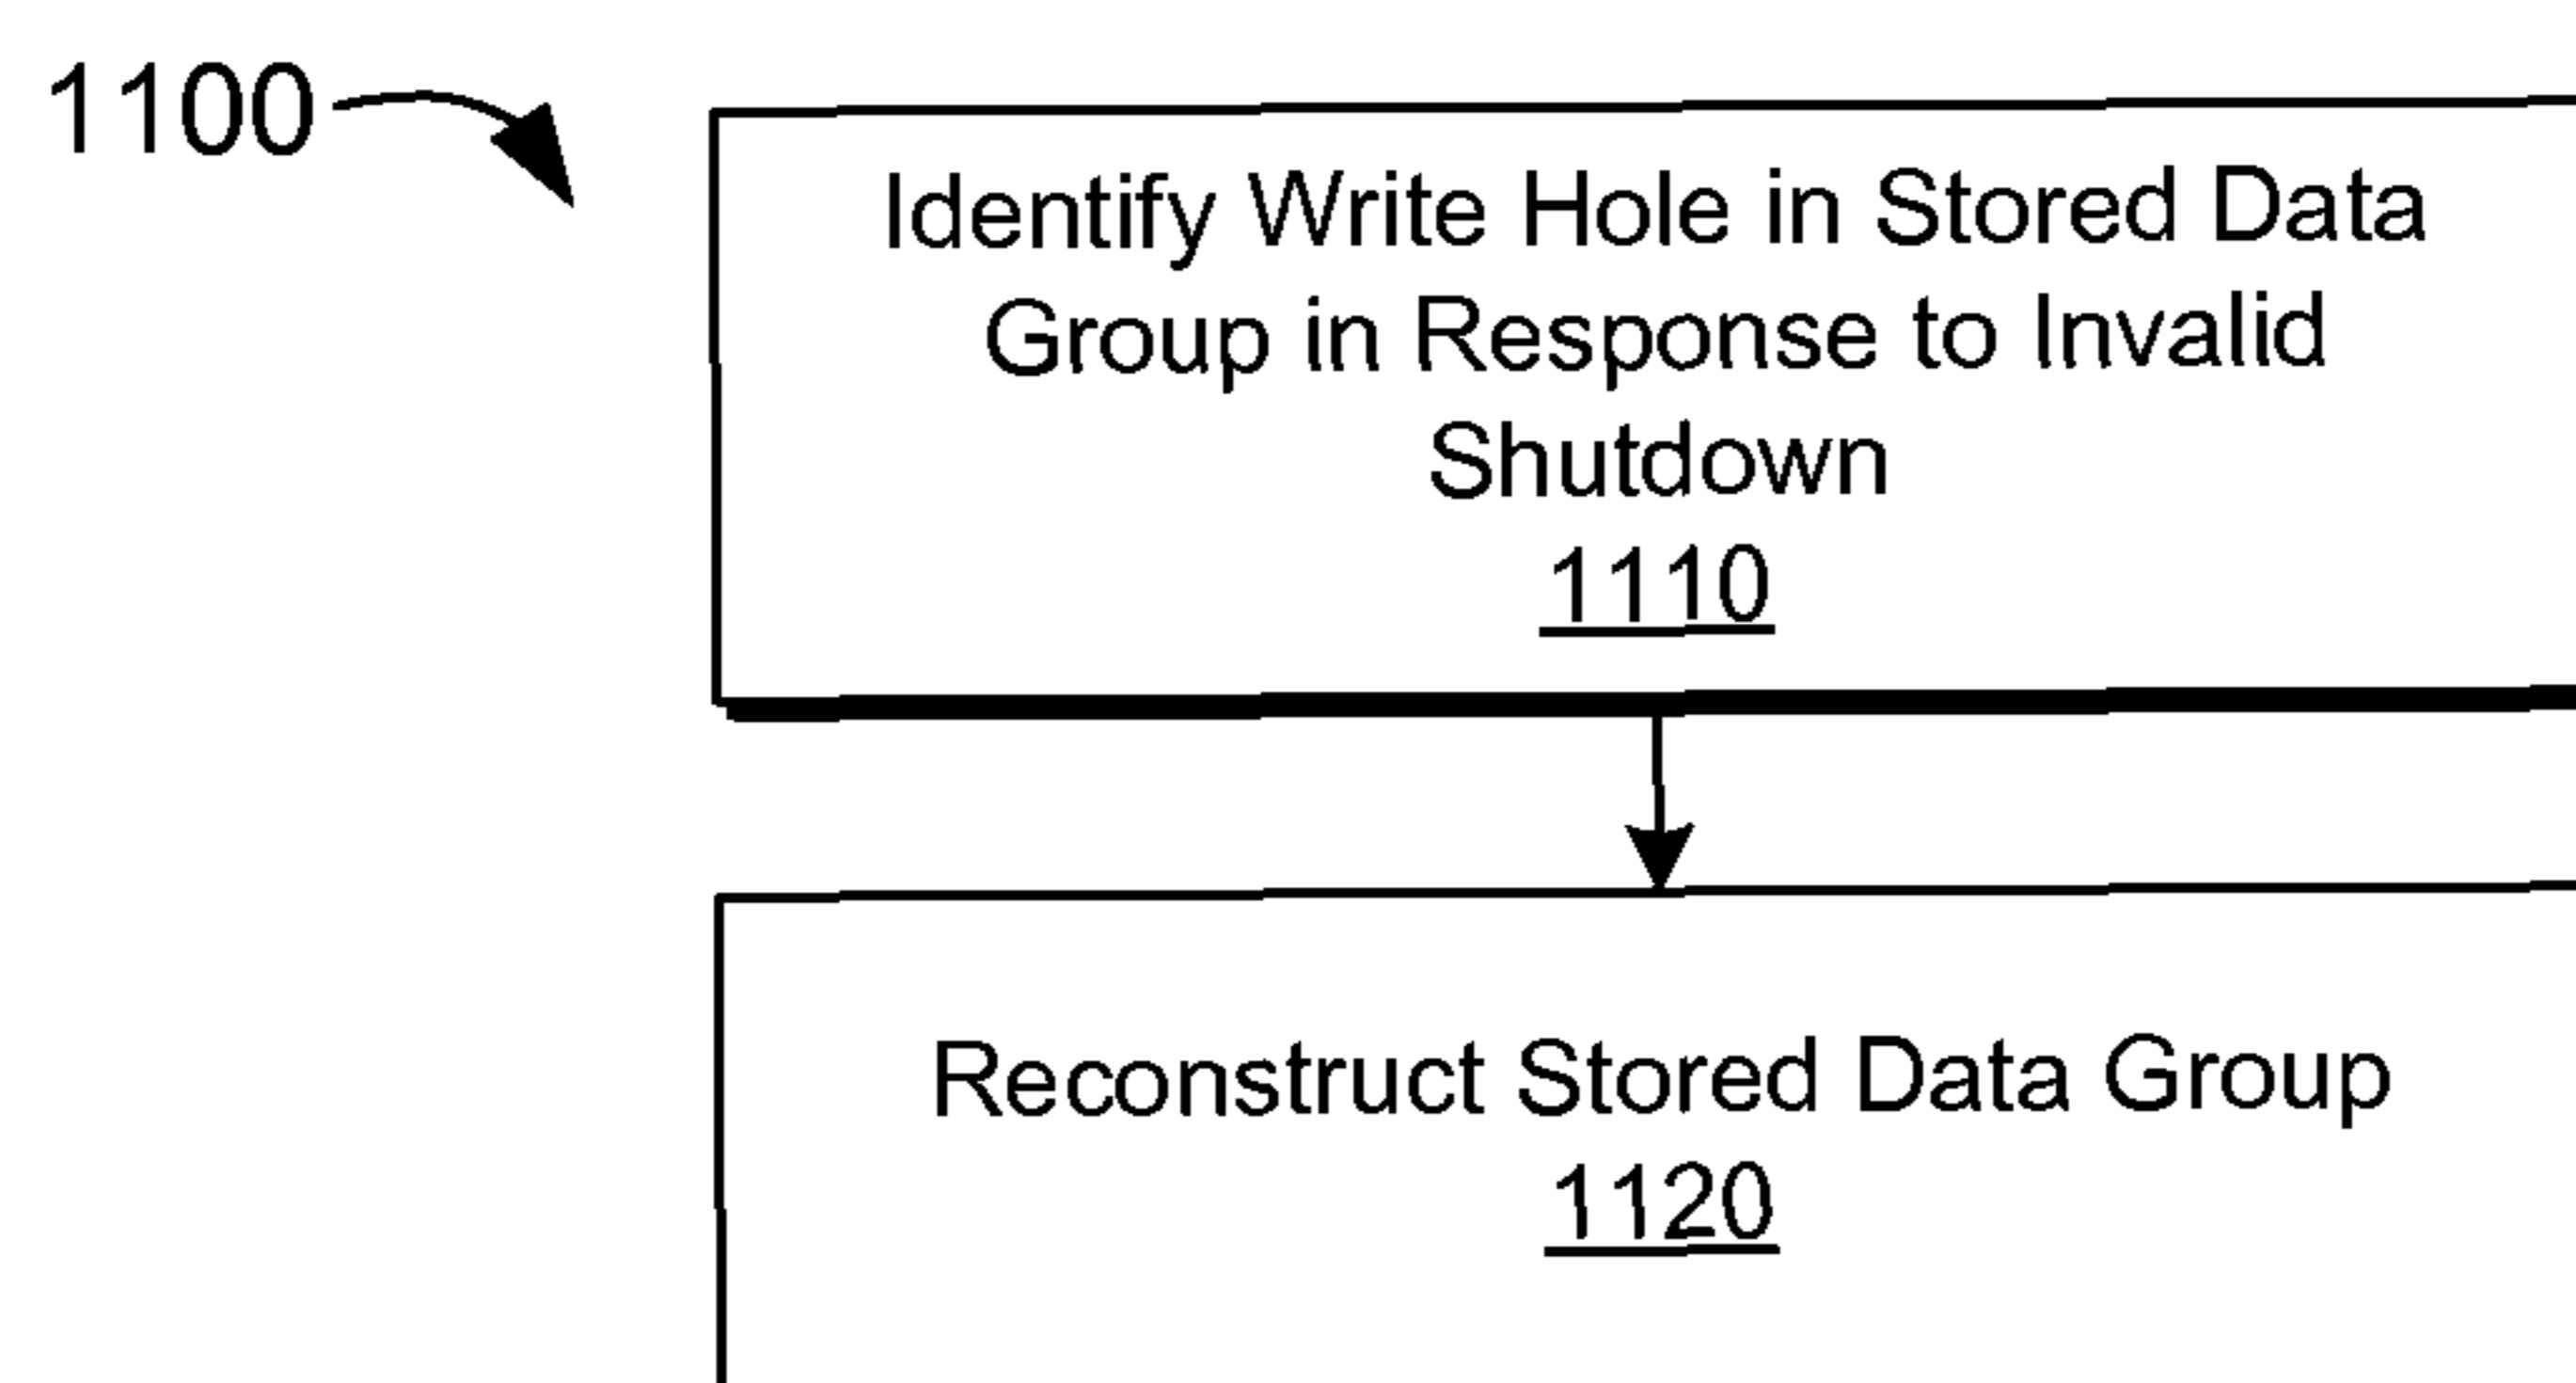 1100
Identify Write Hole in Stored Data
Group in Response to Invalid
Shutdown
1110
Reconstruct Stored Data Group
1120